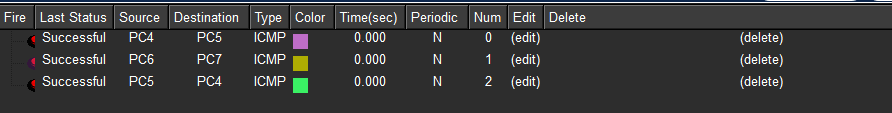 Fire Last Status Source Destination Type Color Time(sec) Periodic Num Edit Delete
Successful PC4 PC5 ICMP 0.000 N 0 (edit) (delete)
Successful PC6 PC7 ICMP 0.000 N 1 (edit) (delete)
Successful PC5 PC4 ICMP 0.000 N 2 (edit) (delete)